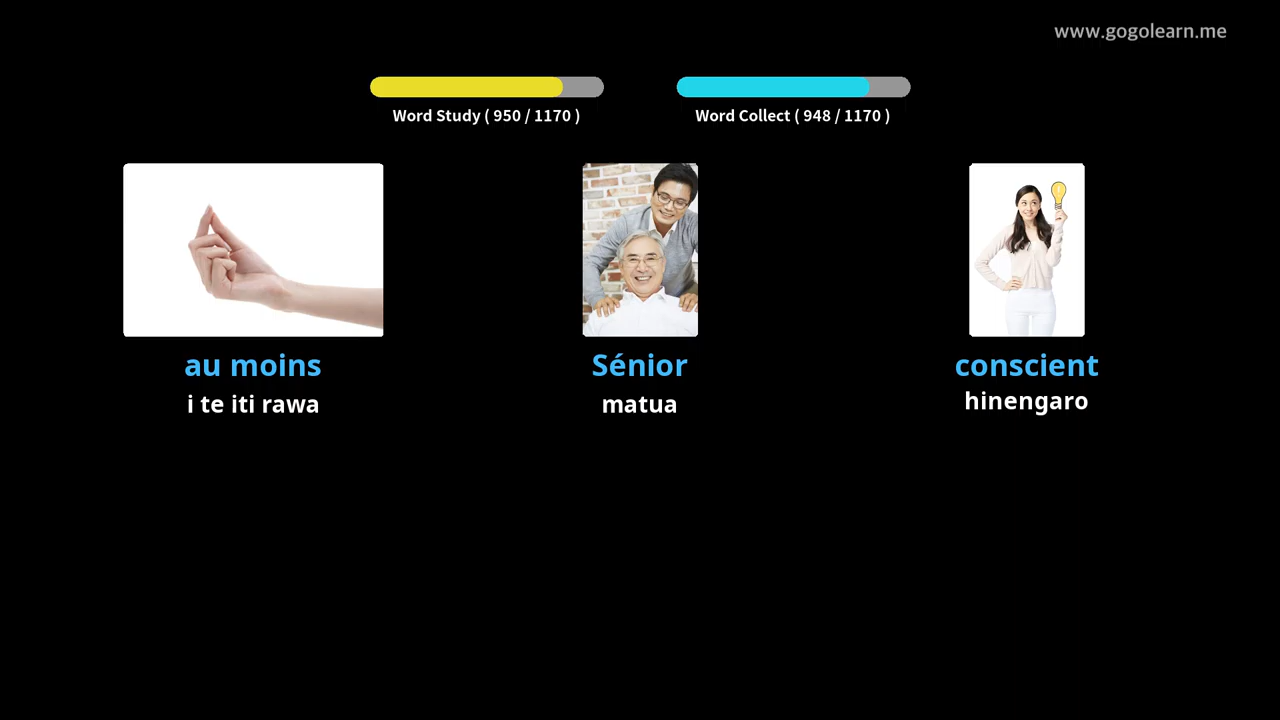 www.gogolearn.me
Word Study ( 950 / 1170 )
Word Collect ( 948 / 1170 )
au moins
i te iti rawa
Sénior
matua
conscient
hinengaro